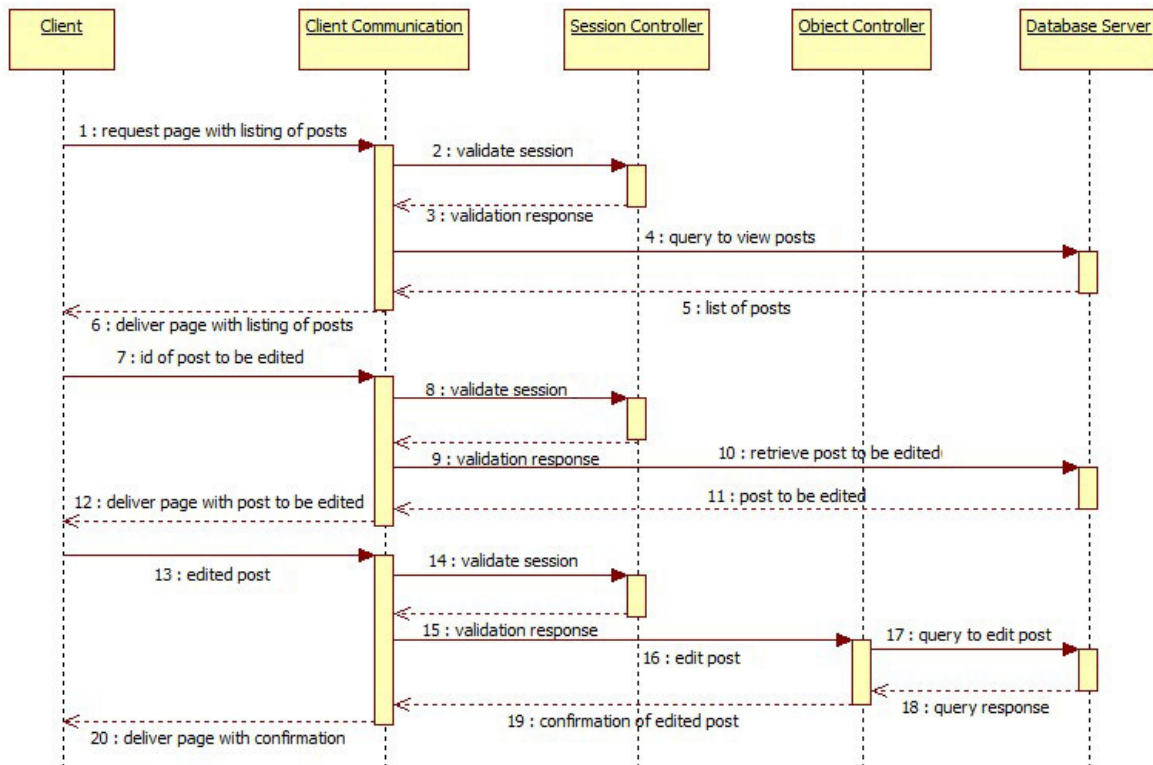 Client
Client Communication
Session Controller
Object Controller
Database Server
1 : request page with listing of posts
2 : validate session
3 : validation response
4 : query to view posts
5 : list of posts
6 : deliver page with listing of posts
7 : id of post to be edited
8 : validate session
9 : validation response
10 : retrieve post to be edited
11 : post to be edited
12 : deliver page with post to be edited
13 : edited post
14 : validate session
15 : validation response
16 : edit post
17 : query to edit post
18 : query response
19 : confirmation of edited post
20 : deliver page with confirmation